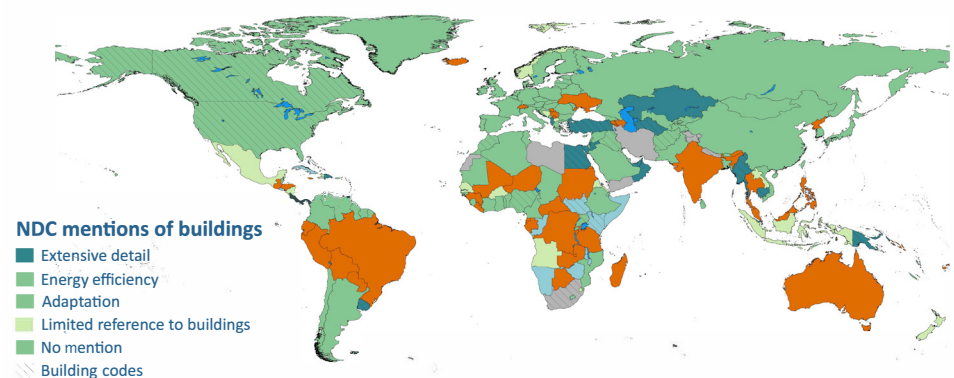 NDC mentions of buildings
Extensive detail
Energy efficiency
Adaptation
Limited reference to buildings
No mention
Building codes